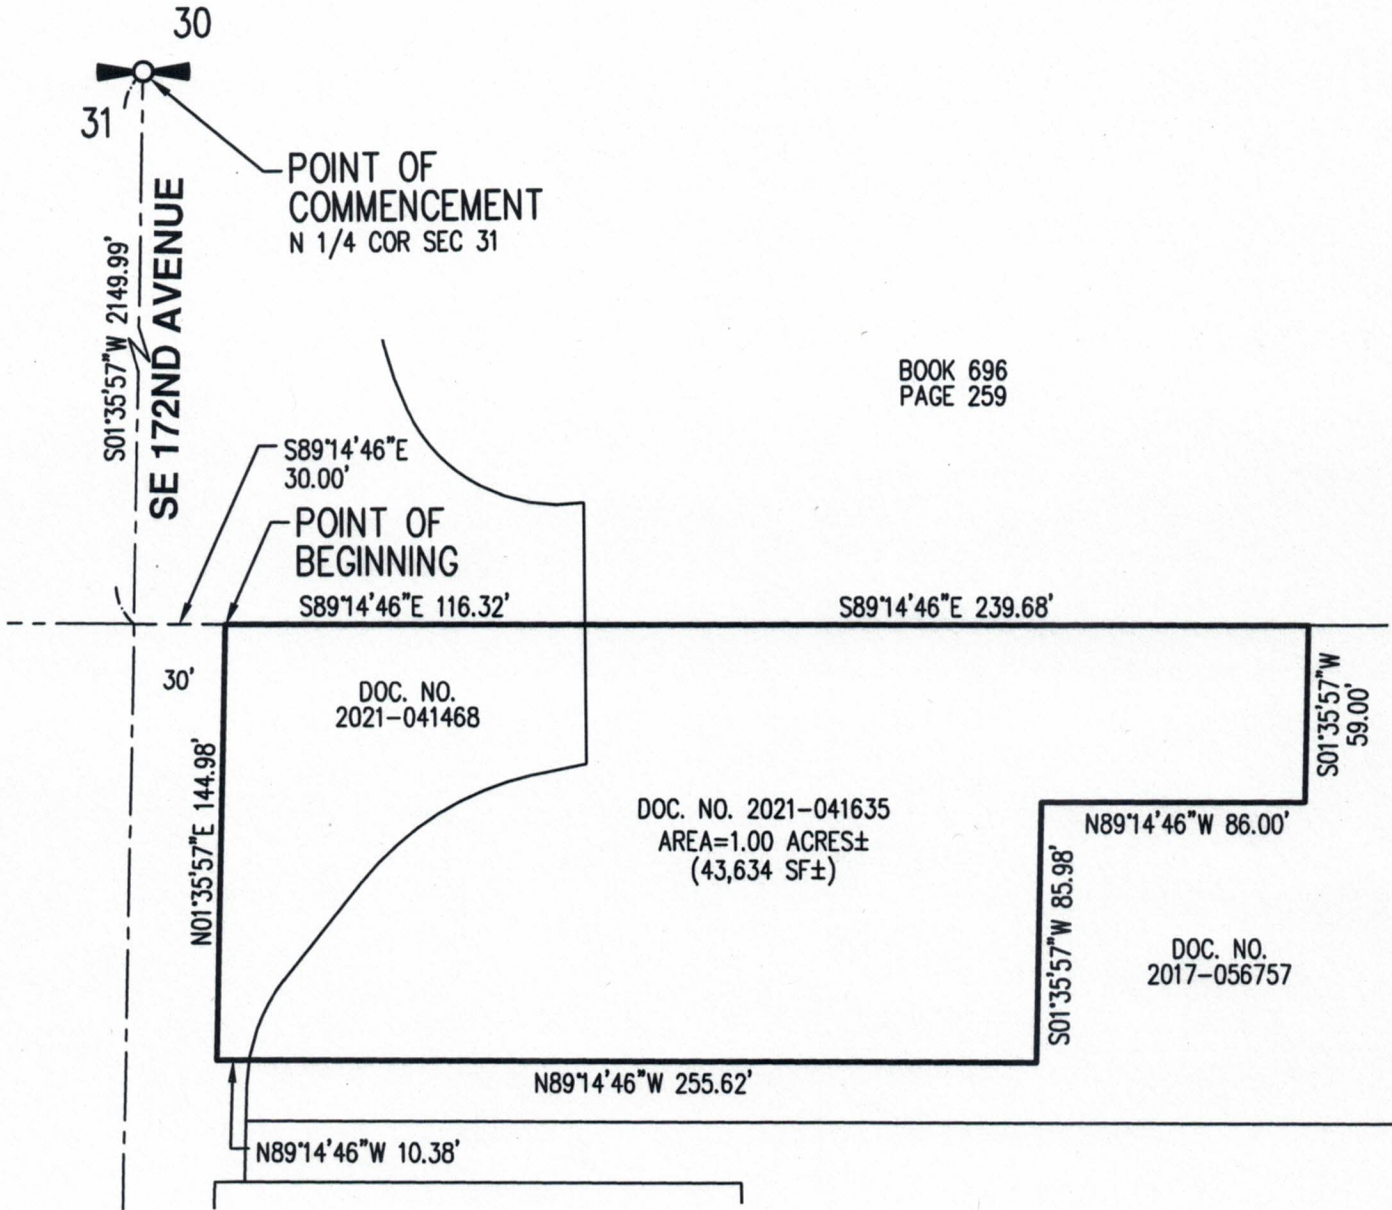 30
31
POINT OF
COMMENCEMENT
N 1/4 COR SEC 31
S01°35'57"W 2149.99'
SE 172ND AVENUE
BOOK 696
PAGE 259
S89°14'46"E
30.00'
POINT OF
BEGINNING
S89°14'46"E 116.32'
S89°14'46"E 239.68'
30'
DOC. NO.
2021-041468
S01°35'57"W
59.00'
N01°35'57"E 144.98'
DOC. NO. 2021-041635
AREA=1.00 ACRES±
(43,634 SF±)
N89°14'46"W 86.00'
S01°35'57"W 85.98'
DOC. NO.
2017-056757
N89°14'46"W 255.62'
N89°14'46"W 10.38'